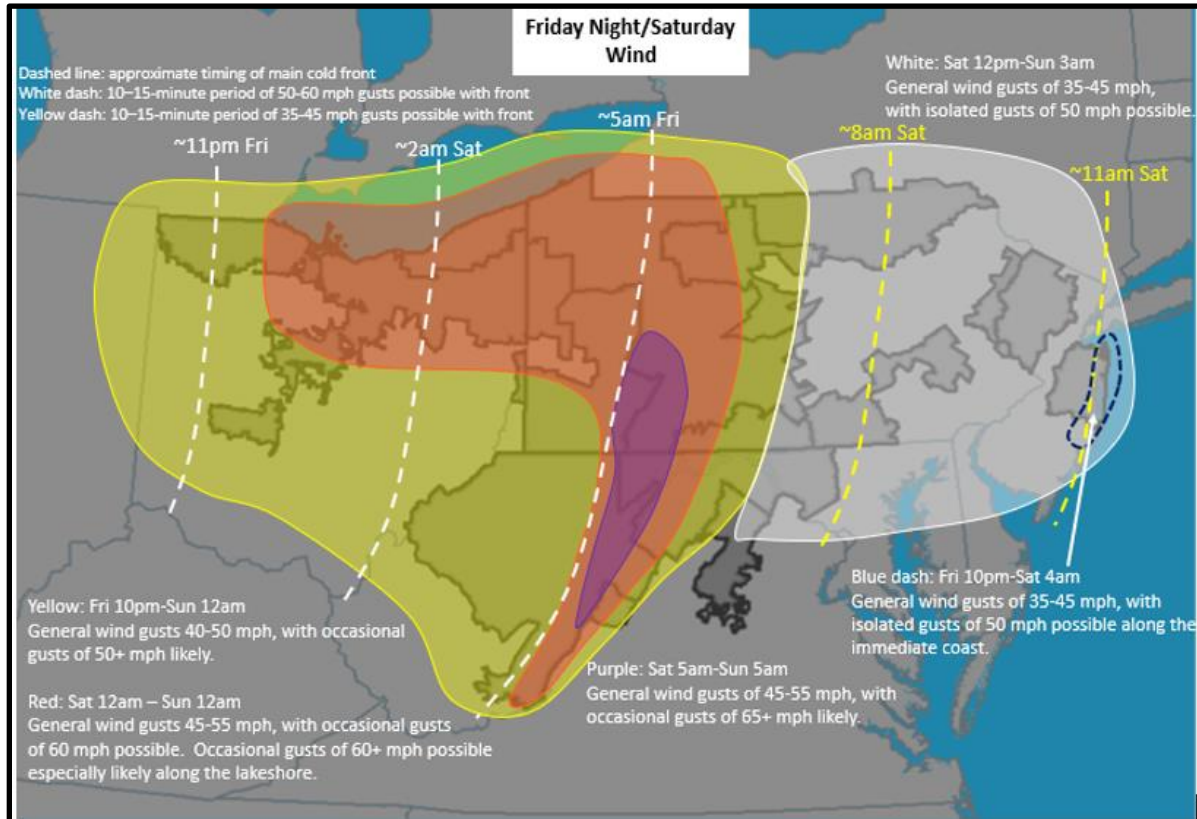 Friday Night/Saturday
Wind
Dashed line: approximate timing of main cold front
White dash: 10–15-minute period of 50-60 mph gusts possible with front
Yellow dash: 10–15-minute period of 35-45 mph gusts possible with front
White: Sat 12pm-Sun 3am
General wind gusts of 35-45 mph,
with isolated gusts of 50 mph possible.
~11pm Fri
~2am Sat
~5am Fri
~8am Sat
~11am Sat
Yellow: Fri 10pm-Sun 12am
General wind gusts 40-50 mph, with occasional
gusts of 50+ mph likely.
Red: Sat 12am – Sun 12am
General wind gusts 45-55 mph, with occasional gusts
of 60 mph possible. Occasional gusts of 60+ mph possible
especially likely along the lakeshore.
Purple: Sat 5am-Sun 5am
General wind gusts of 45-55 mph, with
occasional gusts of 65+ mph likely.
Blue dash: Fri 10pm-Sat 4am
General wind gusts of 35-45 mph, with
isolated gusts of 50 mph possible along the
immediate coast.